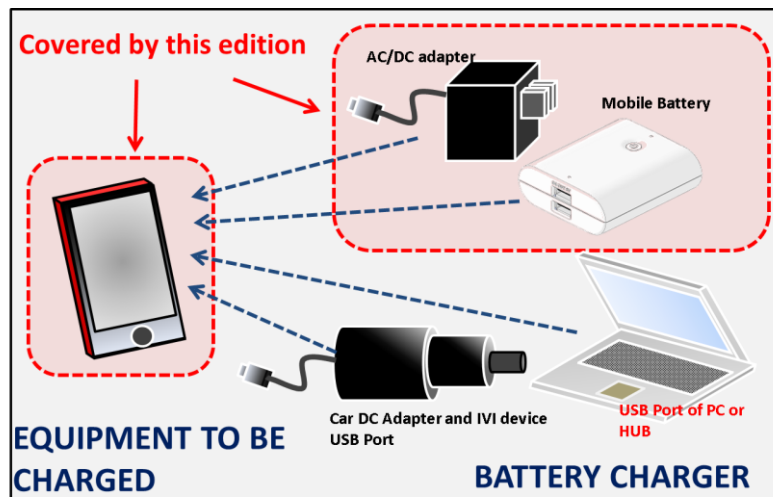 Covered by this edition
AC/DC adapter
Mobile Battery
Car DC Adapter and IVI device
USB Port
USB Port of PC or
HUB
EQUIPMENT TO BE
CHARGED
BATTERY CHARGER